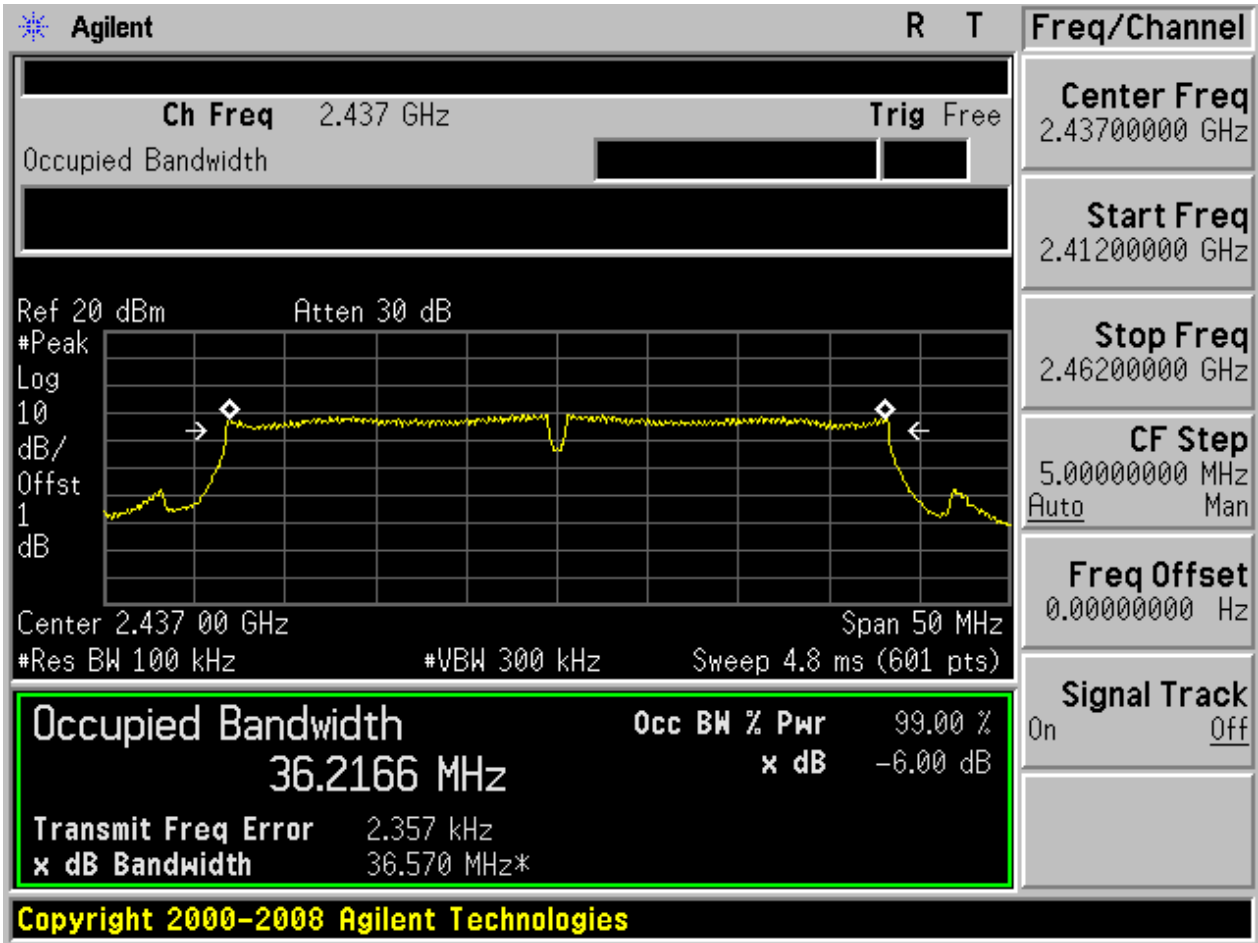 Agilent R T
Ch Freq 2.437 GHz Trig Free
Occupied Bandwidth
Ref 20 dBm Atten 30 dB
#Peak
Log
10
dB/
Offst
1
dB
Center 2.437 00 GHz Span 50 MHz
#Res BW 100 kHz #VBW 300 kHz Sweep 4.8 ms (601 pts)
Occupied Bandwidth Occ BW % Pwr 99.00 %
36.2166 MHz x dB -6.00 dB
Transmit Freq Error 2.357 kHz
x dB Bandwidth 36.570 MHz*
Copyright 2000-2008 Agilent Technologies
Freq/Channel
Center Freq
2.43700000 GHz
Start Freq
2.41200000 GHz
Stop Freq
2.46200000 GHz
CF Step
5.00000000 MHz
Auto Man
Freq Offset
0.00000000 Hz
Signal Track
On Off